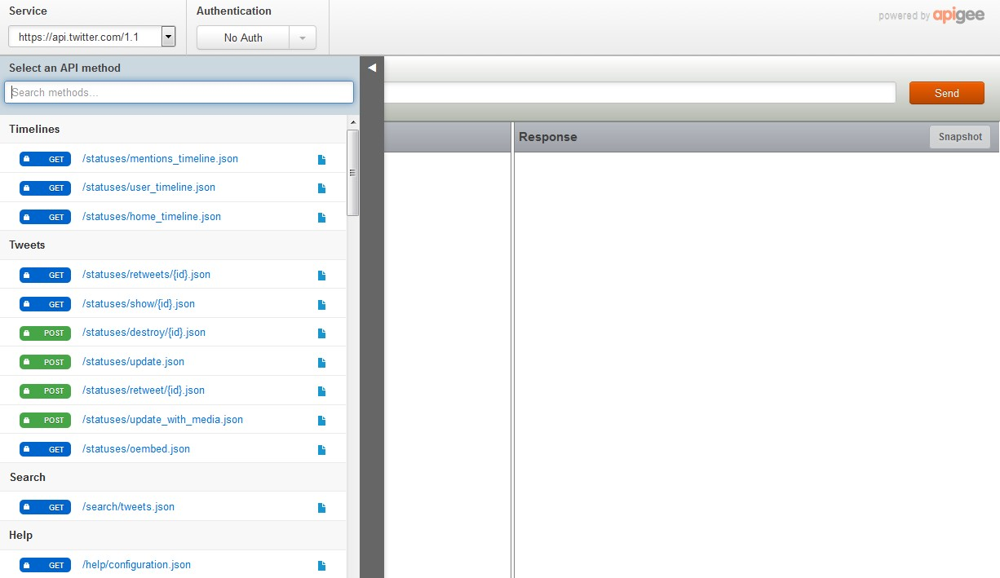 Service
Authentication
powered by apigee
https://api.twitter.com/1.1
No Auth
Select an API method
Search methods...
Send
Timelines
Response
Snapshot
GET /statuses/mentions_timeline.json
GET /statuses/user_timeline.json
GET /statuses/home_timeline.json
Tweets
GET /statuses/retweets/{id}.json
GET /statuses/show/{id}.json
POST /statuses/destroy/{id}.json
POST /statuses/update.json
POST /statuses/retweet/{id}.json
POST /statuses/update_with_media.json
GET /statuses/oembed.json
Search
GET /search/tweets.json
Help
GET /help/configuration.json